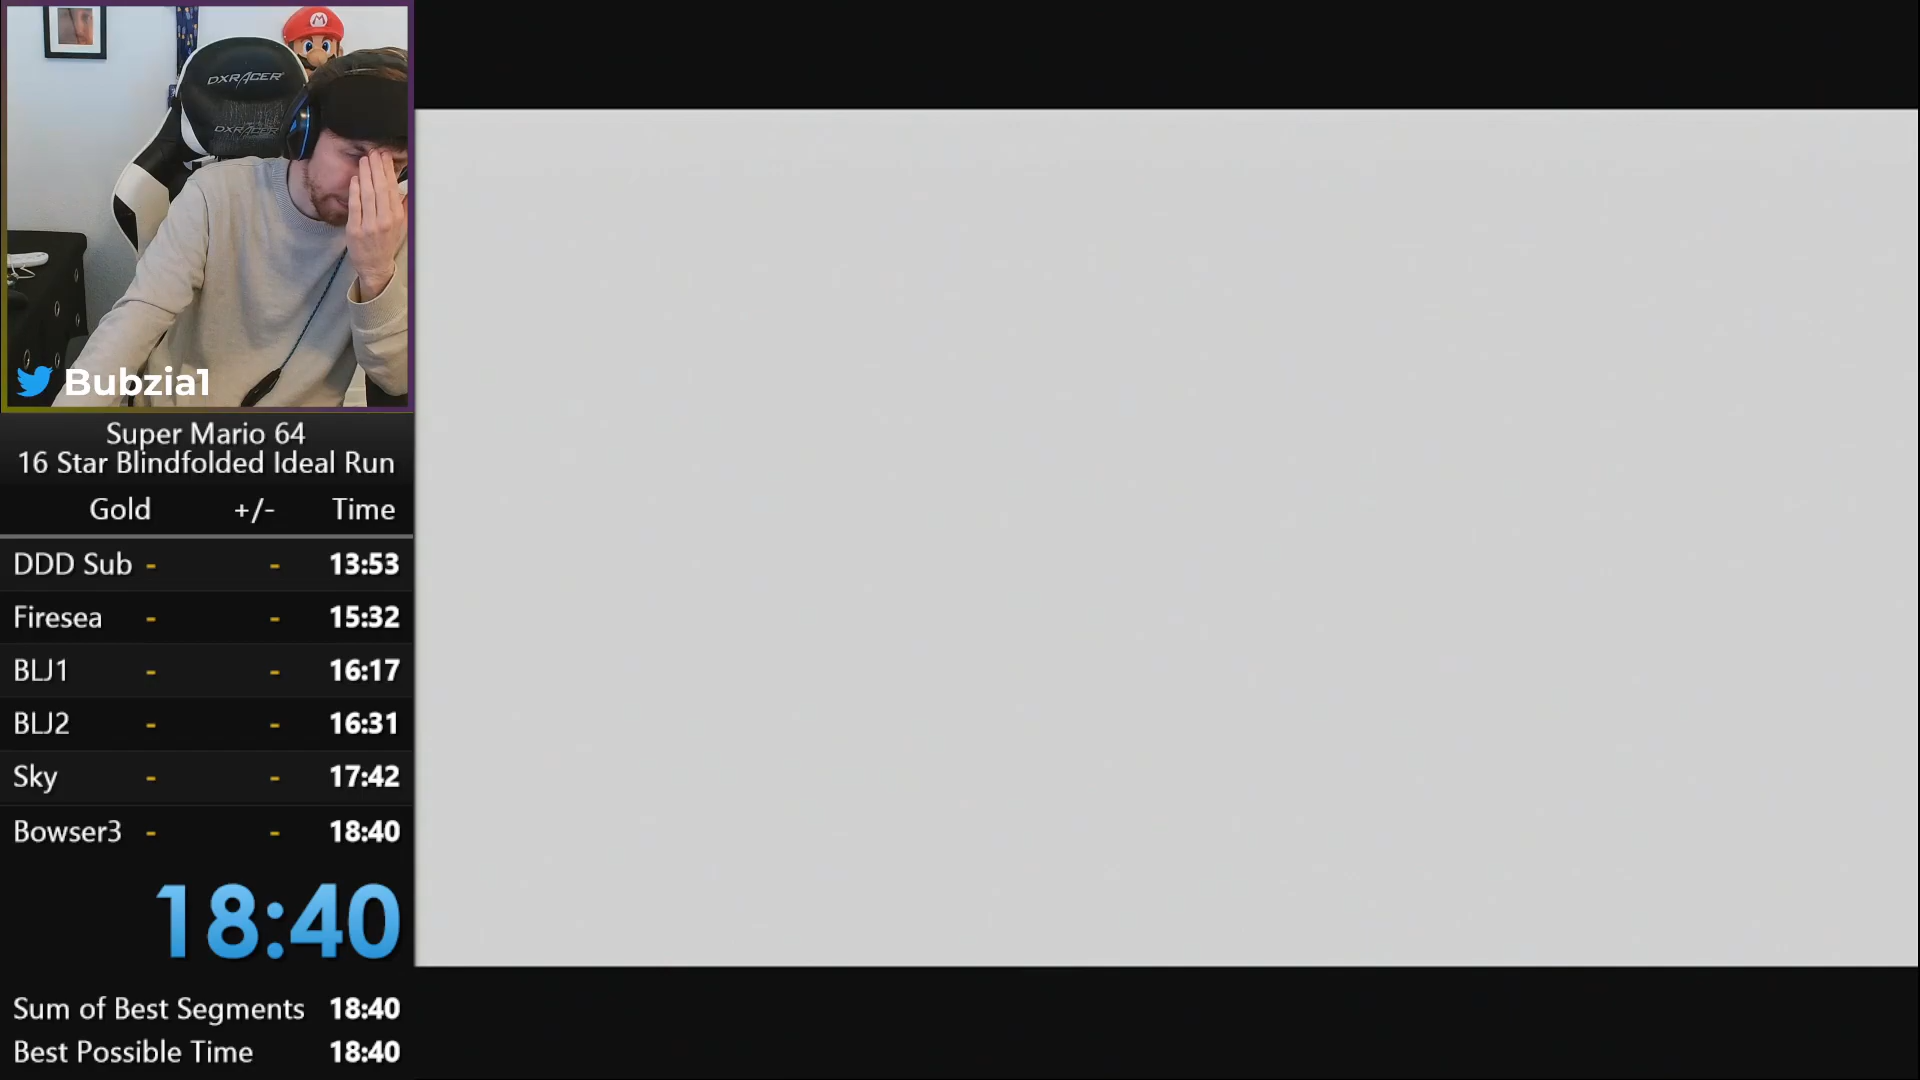 M
DXRACER
DXRACER
Bubzia1
Super Mario 64
16 Star Blindfolded Ideal Run
Gold +/- Time
DDD Sub - - 13:53
Firesea - - 15:32
BLJ1 - - 16:17
BLJ2 - - 16:31
Sky - - 17:42
Bowser3 - - 18:40
18:40
Sum of Best Segments 18:40
Best Possible Time 18:40